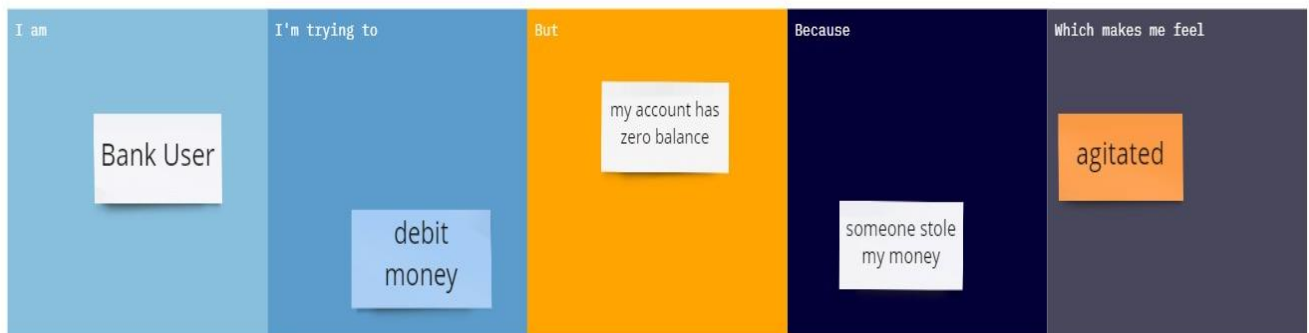 I am
Bank User
I'm trying to
debit
money
But
my account has
zero balance
Because
someone stole
my money
Which makes me feel
agitated